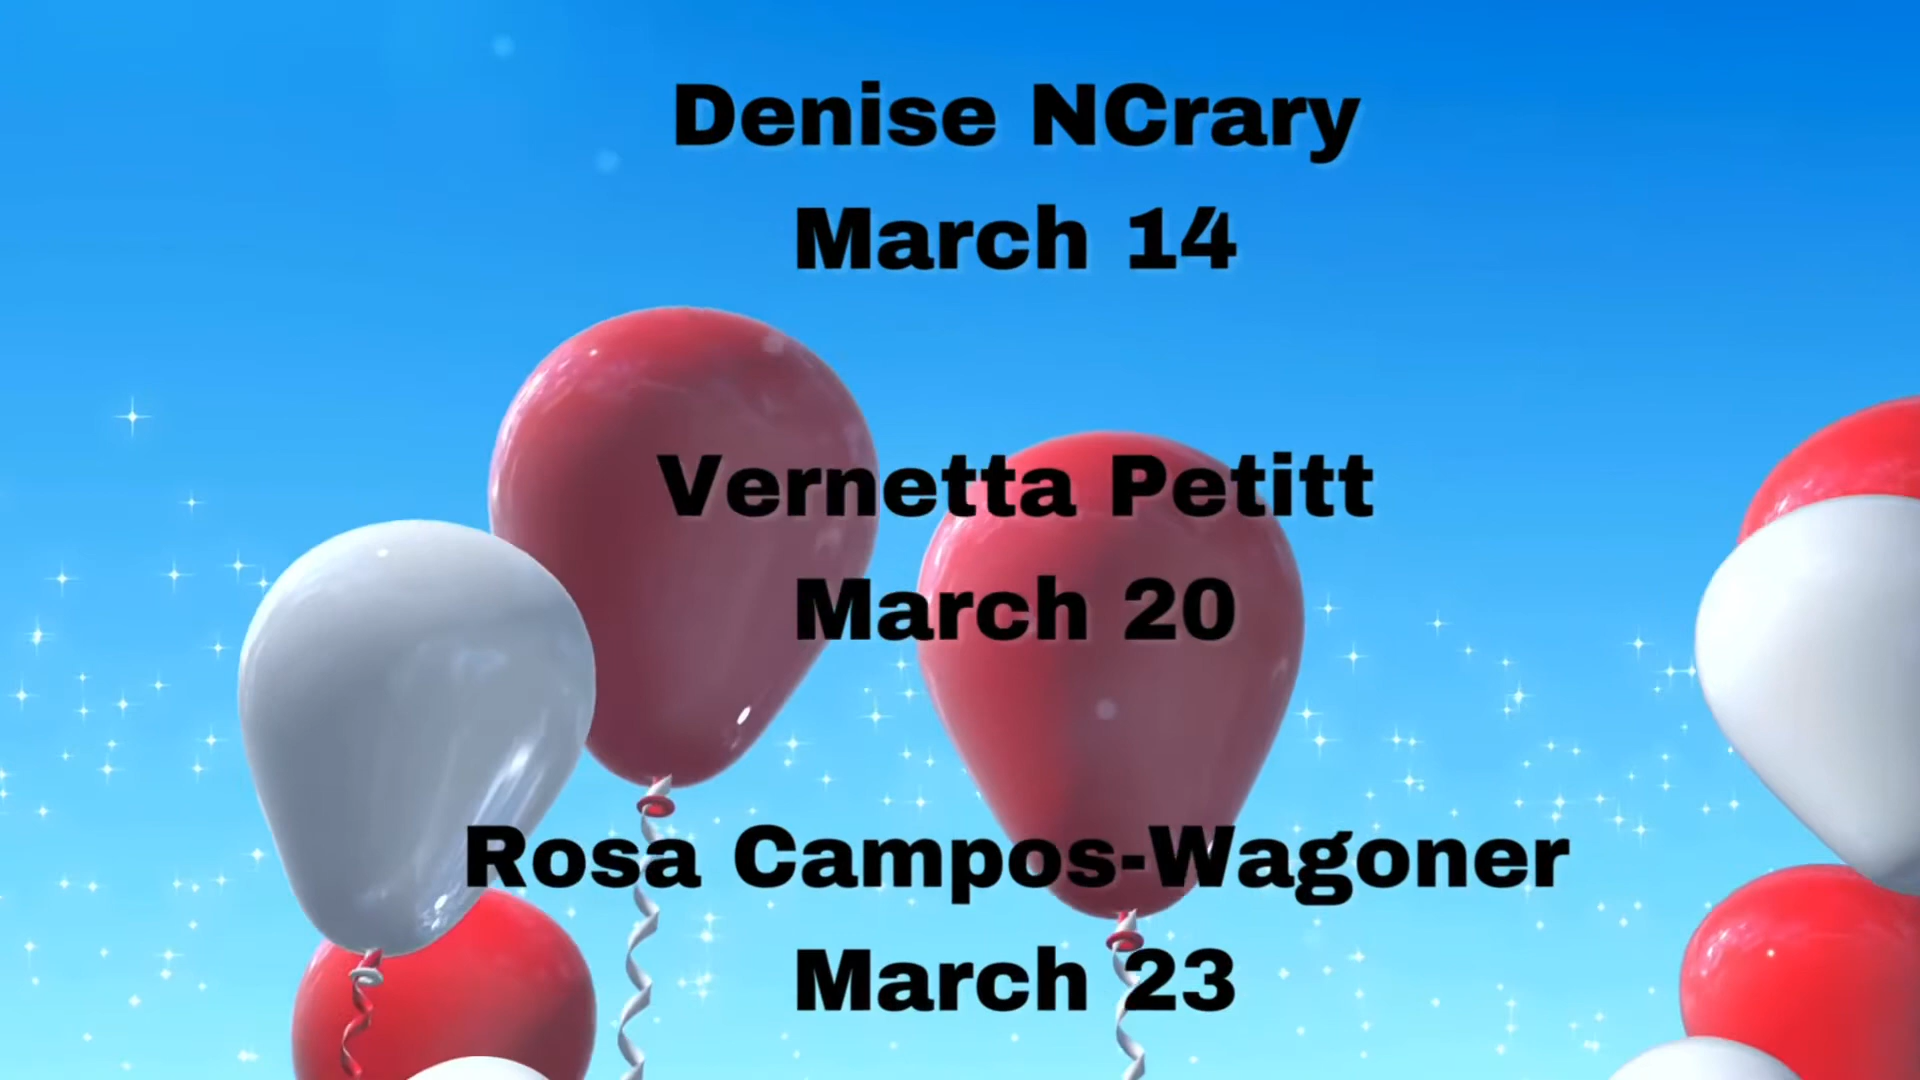 Denise NCrary
March 14
Vernetta Petitt
March 20
Rosa Campos-Wagoner
March 23